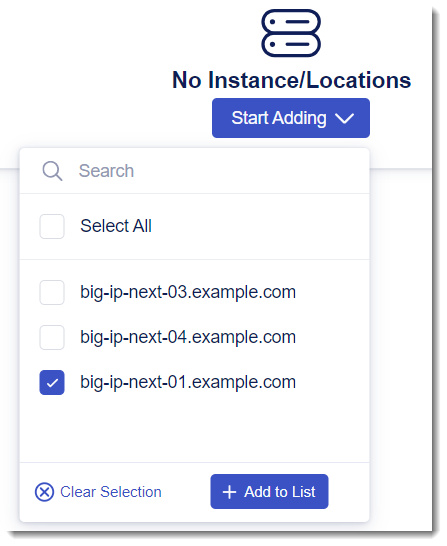 No Instance/Locations
Start Adding
Search
Select All
big-ip-next-03.example.com
big-ip-next-04.example.com
big-ip-next-01.example.com
Clear Selection
Add to List